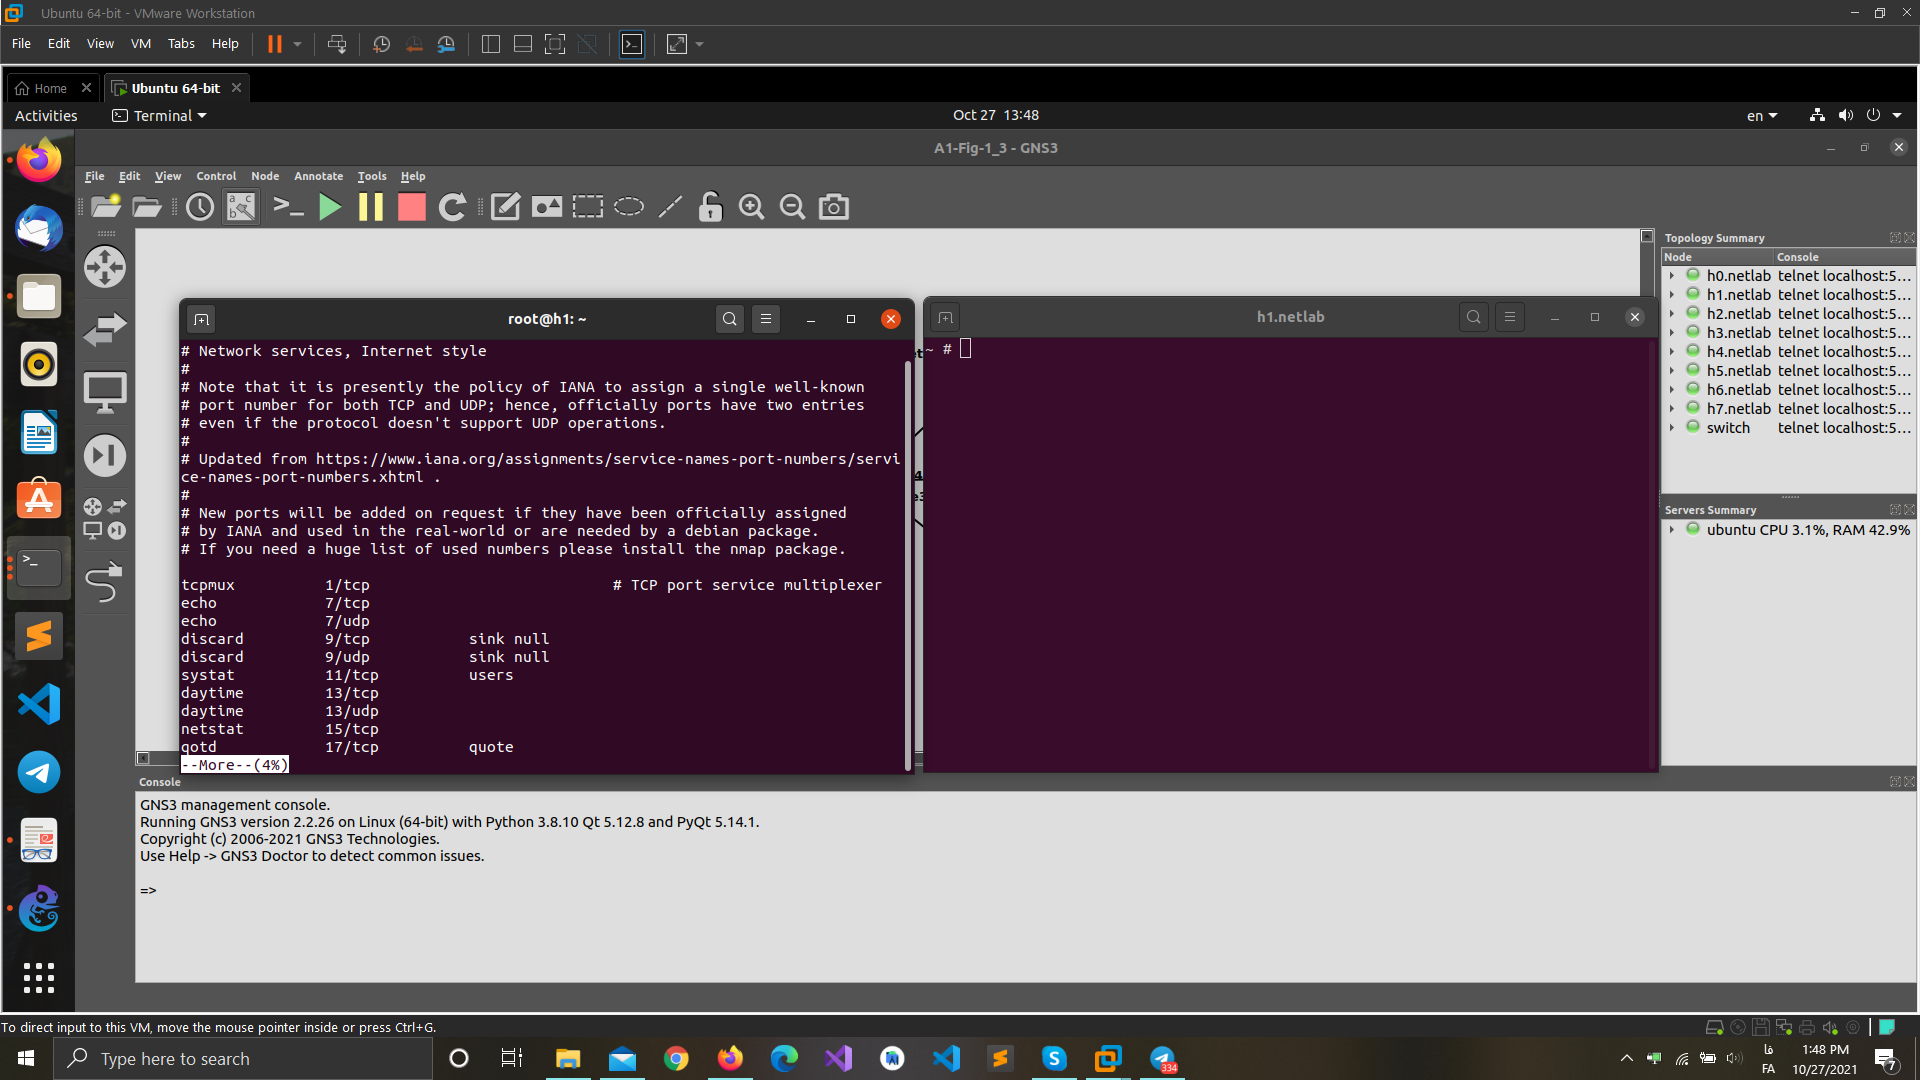 Ubuntu 64-bit - VMware Workstation
File Edit View VM Tabs Help
Home Ubuntu 64-bit
Activities Terminal Oct 27 13:48 en
A1-Fig-1_3 - GNS3
File Edit View Control Node Annotate Tools Help
Topology Summary
Node Console
h0.netlab telnet localhost:5...
h1.netlab telnet localhost:5...
h2.netlab telnet localhost:5...
h3.netlab telnet localhost:5...
h4.netlab telnet localhost:5...
h5.netlab telnet localhost:5...
h6.netlab telnet localhost:5...
h7.netlab telnet localhost:5...
switch telnet localhost:5...
Servers Summary
ubuntu CPU 3.1%, RAM 42.9%
root@h1: ~
# Network services, Internet style
#
# Note that it is presently the policy of IANA to assign a single well-known
# port number for both TCP and UDP; hence, officially ports have two entries
# even if the protocol doesn't support UDP operations.
#
# Updated from https://www.iana.org/assignments/service-names-port-numbers/servi
ce-names-port-numbers.xhtml .
#
# New ports will be added on request if they have been officially assigned
# by IANA and used in the real-world or are needed by a debian package.
# If you need a huge list of used numbers please install the nmap package.
tcpmux 1/tcp # TCP port service multiplexer
echo 7/tcp
echo 7/udp
discard 9/tcp sink null
discard 9/udp sink null
systat 11/tcp users
daytime 13/tcp
daytime 13/udp
netstat 15/tcp
qotd 17/tcp quote
--More--(4%)
h1.netlab
~ #
Console
GNS3 management console.
Running GNS3 version 2.2.26 on Linux (64-bit) with Python 3.8.10 Qt 5.12.8 and PyQt 5.14.1.
Copyright (c) 2006-2021 GNS3 Technologies.
Use Help -> GNS3 Doctor to detect common issues.
=>
To direct input to this VM, move the mouse pointer inside or press Ctrl+G.
Type here to search
334
فا
FA
1:48 PM
10/27/2021
7